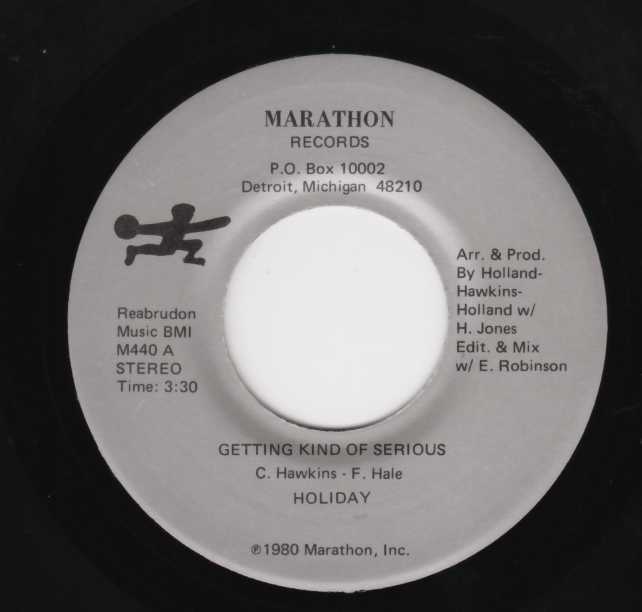 MARATHON
RECORDS
P.O. Box 10002
Detroit, Michigan 48210
Arr. & Prod.
By Holland-
Hawkins-
Holland w/
H. Jones
Edit. & Mix
w/ E. Robinson
Reabrudon
Music BMI
M440 A
STEREO
Time: 3:30
GETTING KIND OF SERIOUS
C. Hawkins - F. Hale
HOLIDAY
℗1980 Marathon, Inc.